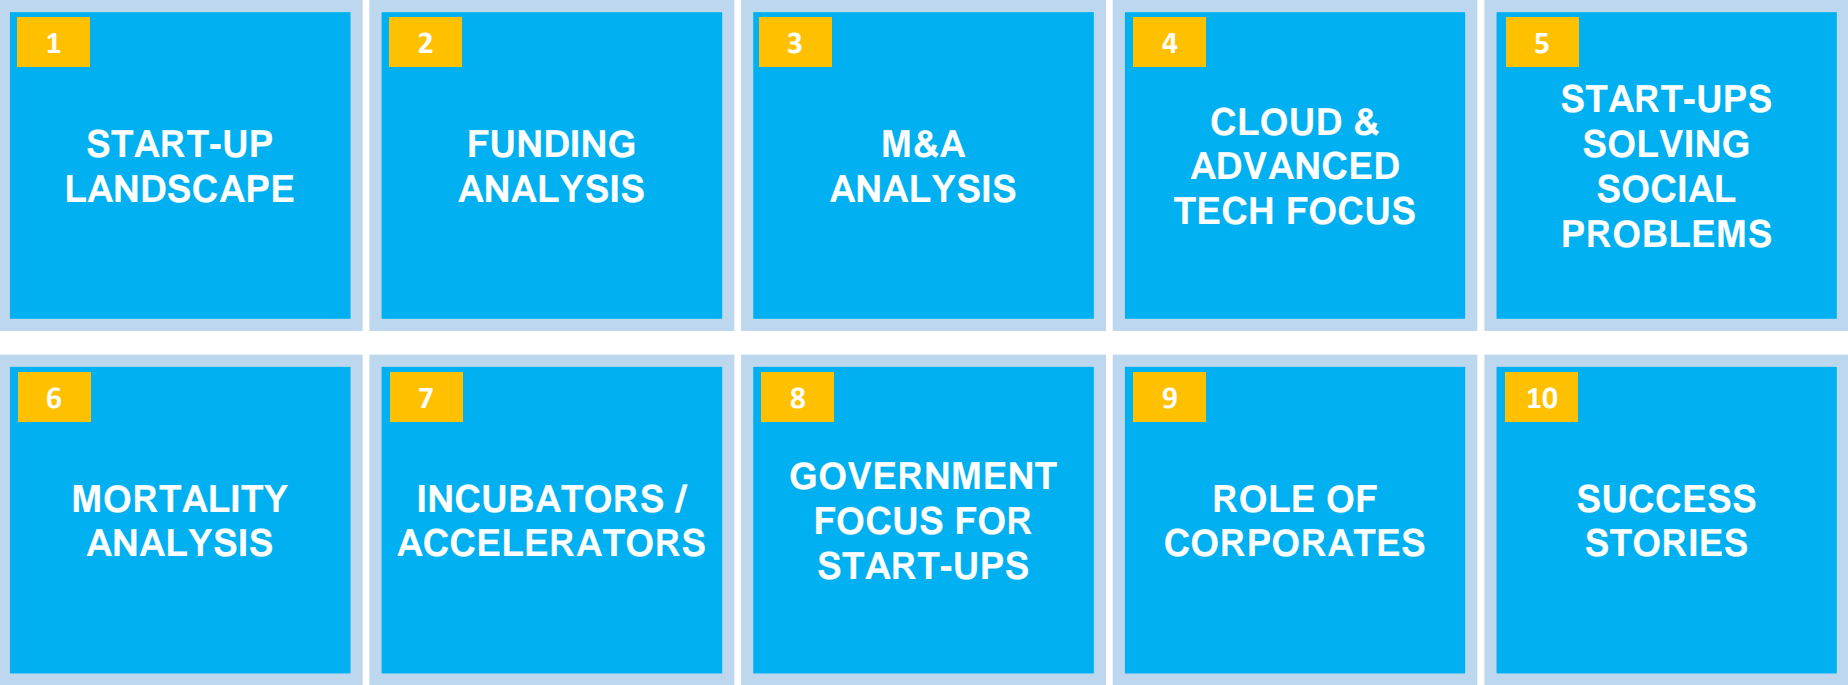 1
START-UP
LANDSCAPE
2
FUNDING
ANALYSIS
3
M&A
ANALYSIS
4
CLOUD &
ADVANCED
TECH FOCUS
5
START-UPS
SOLVING
SOCIAL
PROBLEMS
6
MORTALITY
ANALYSIS
7
INCUBATORS /
ACCELERATORS
8
GOVERNMENT
FOCUS FOR
START-UPS
9
ROLE OF
CORPORATES
10
SUCCESS
STORIES